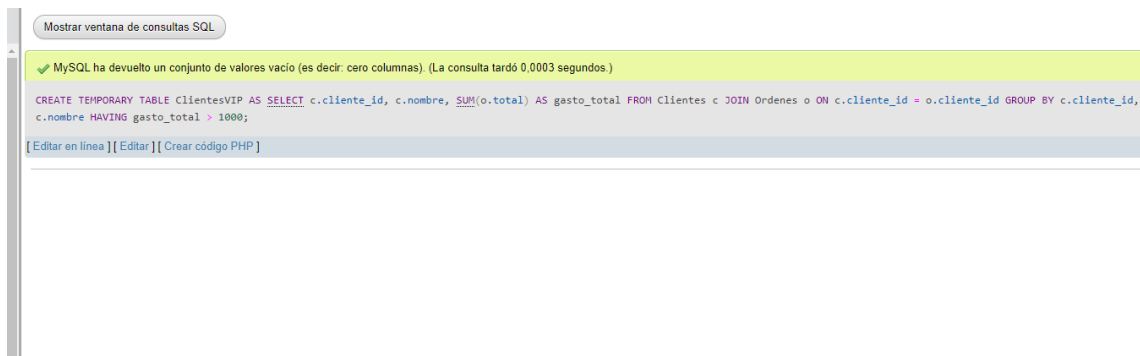 Mostrar ventana de consultas SQL
MySQL ha devuelto un conjunto de valores vacío (es decir: cero columnas). (La consulta tardó 0,0003 segundos.)
CREATE TEMPORARY TABLE ClientesVIP AS SELECT c.cliente_id, c.nombre, SUM(o.total) AS gasto_total FROM Clientes c JOIN Ordenes o ON c.cliente_id = o.cliente_id GROUP BY c.cliente_id,
c.nombre HAVING gasto_total > 1000;
[ Editar en línea ] [ Editar ] [ Crear código PHP ]